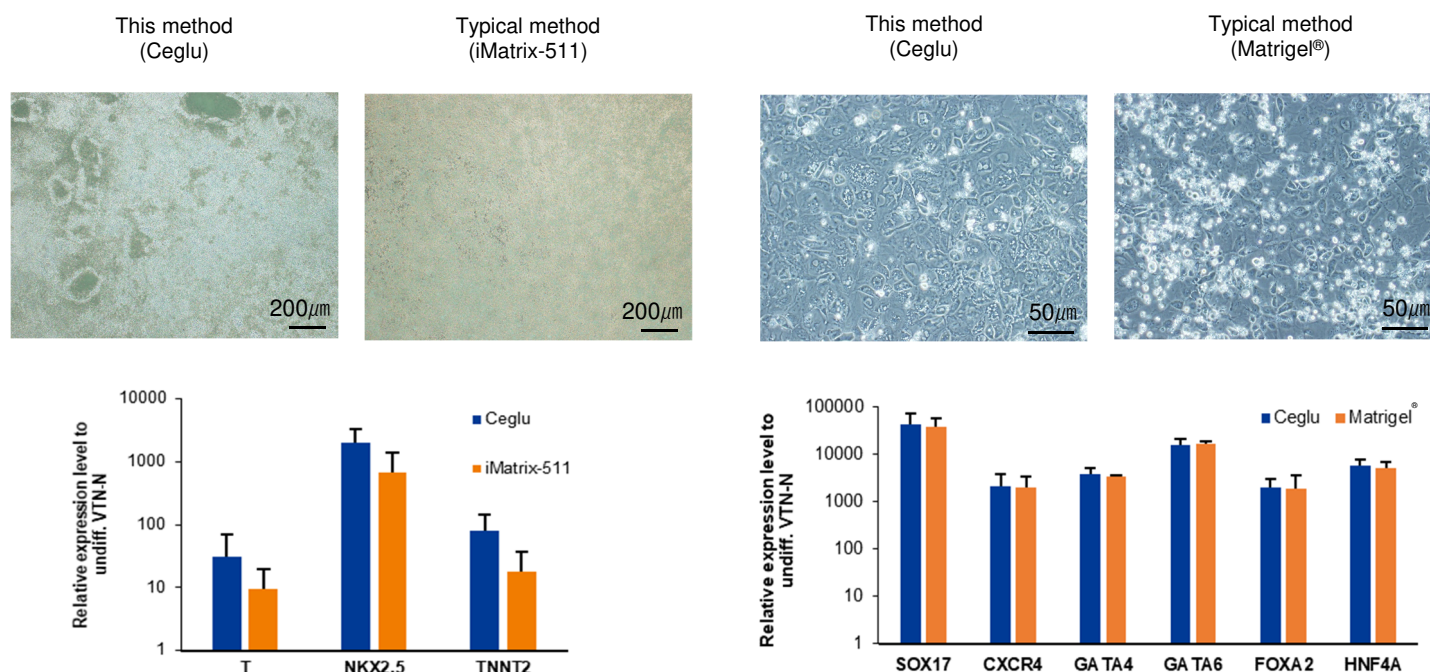 This method
(Ceglu)
Typical method
(iMatrix-511)
This method
(Ceglu)
Typical method
(Matrigel®)
200㎛
200㎛
50㎛
50㎛
Relative expression level to
undiff. VTN-N
10000
1000
100
10
1
Ceglu
iMatrix-511
T
NKX2.5
TNNT2
Relative expression level to
undiff. VTN-N
100000
10000
1000
100
10
1
Ceglu
Matrigel®
SOX17
CXCR4
GATA4
GATA6
FOXA2
HNF4A